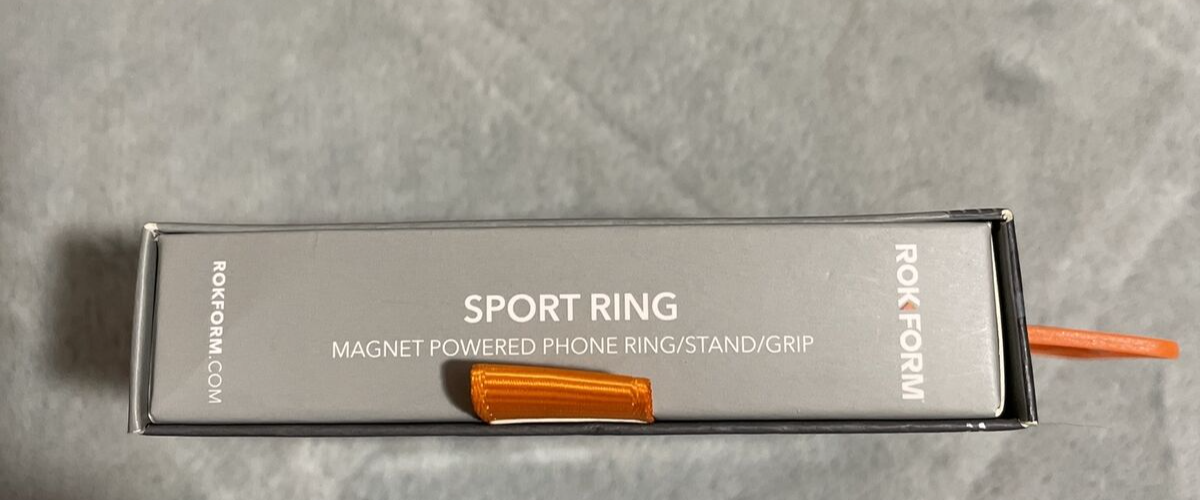 ROKFORM.COM
SPORT RING
MAGNET POWERED PHONE RING/STAND/GRIP
ROKFORM